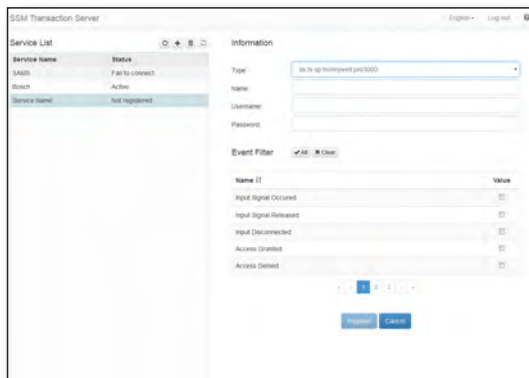 SSM Transaction Server
English
Log out
Service List
Service Name Status
SAMS Fail to connect
Bosch Active
Service Name Not registered
Information
Type:
Name:
Username:
Password:
Event Filter All Clear
Name Value
Input Signal Occured
Input Signal Released
Input Disconnected
Access Granted
Access Denied
« ‹ 1 2 3 › »
Register Cancel